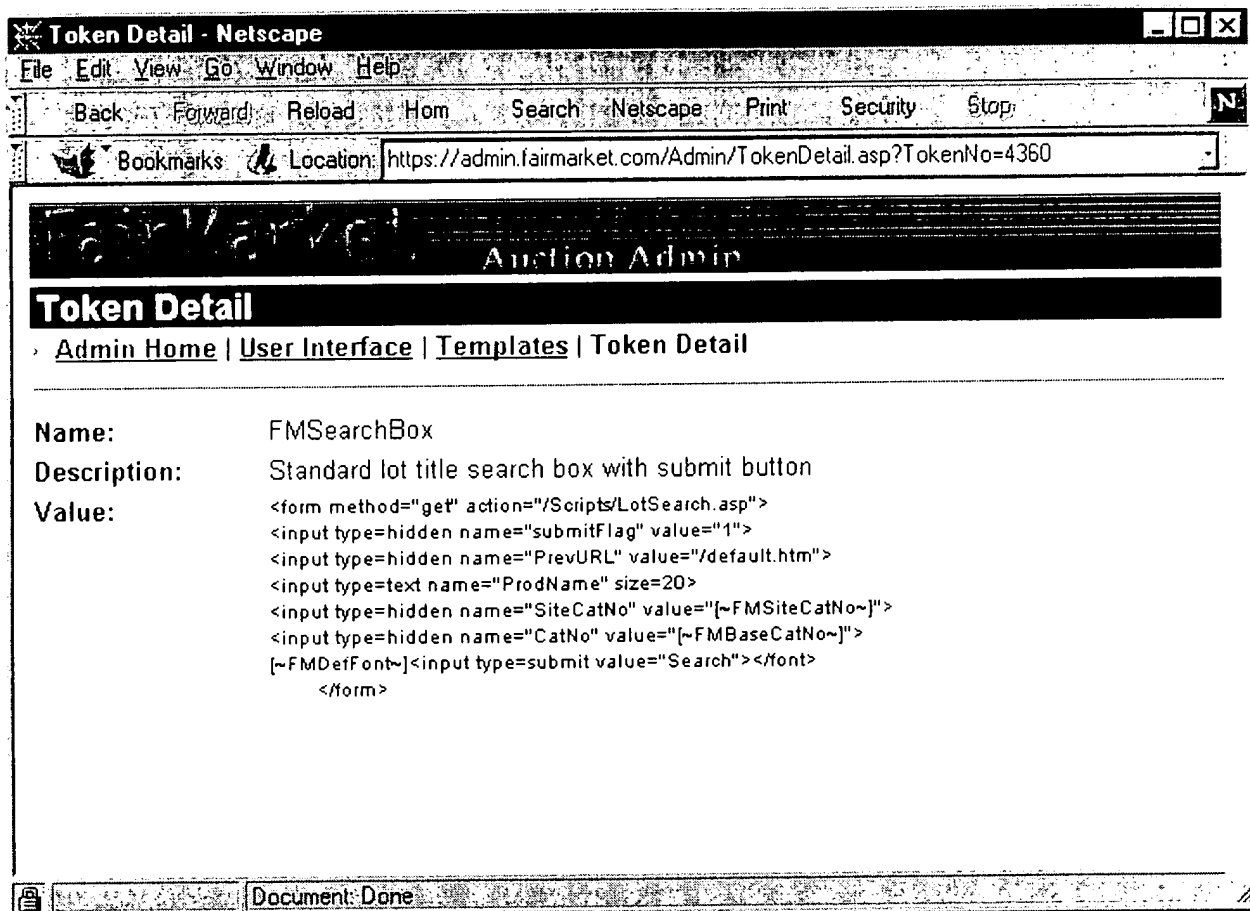 Token Detail - Netscape
File Edit View Go Window Help
Back Forward Reload Hom Search Netscape Print Security Stop
N
Bookmarks Location: https://admin.fairmarket.com/Admin/TokenDetail.asp?TokenNo=4360
FairMarket
Auction Admin
Token Detail
Admin Home | User Interface | Templates | Token Detail
Name: FMSearchBox
Description: Standard lot title search box with submit button
Value: <form method="get" action="/Scripts/LotSearch.asp">
<input type=hidden name="submitFlag" value="1">
<input type=hidden name="PrevURL" value="/default.htm">
<input type=text name="ProdName" size=20>
<input type=hidden name="SiteCatNo" value="[~FMSiteCatNo~]">
<input type=hidden name="CatNo" value="[~FMBaseCatNo~]">
[~FMDefFont~]<input type=submit value="Search"></font>
</form>
Document: Done